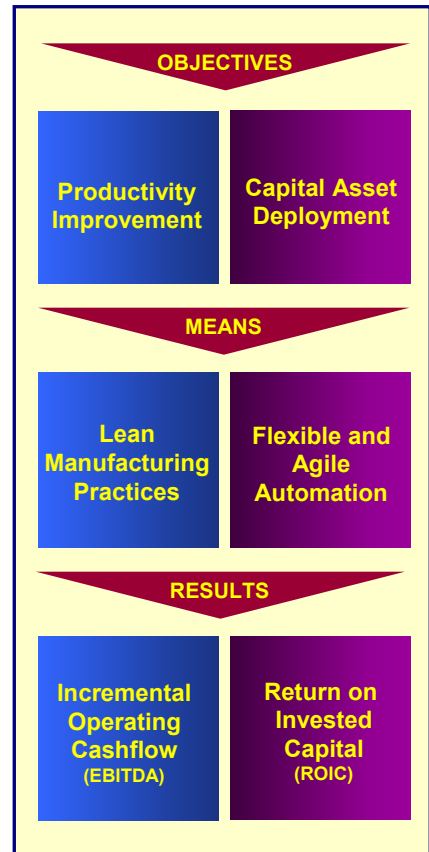 OBJECTIVES
Productivity
Improvement
Capital Asset
Deployment
MEANS
Lean
Manufacturing
Practices
Flexible and
Agile
Automation
RESULTS
Incremental
Operating
Cashflow
(EBITDA)
Return on
Invested
Capital
(ROIC)